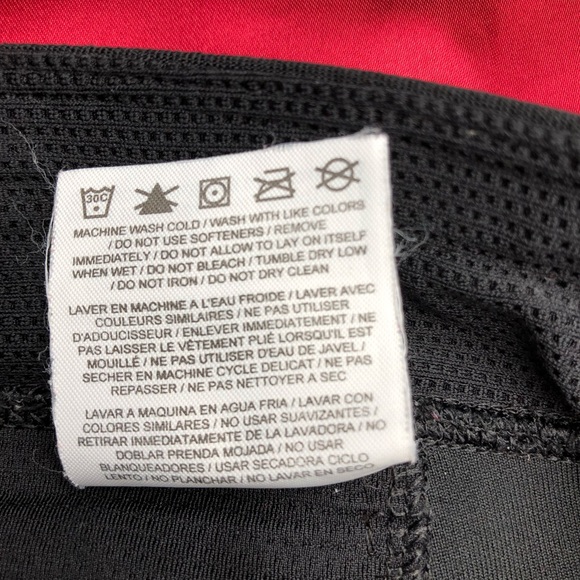 30C
MACHINE WASH COLD / WASH WITH LIKE COLORS
/ DO NOT USE SOFTENERS / REMOVE
IMMEDIATELY / DO NOT ALLOW TO LAY ON ITSELF
WHEN WET / DO NOT BLEACH / TUMBLE DRY LOW
/ DO NOT IRON / DO NOT DRY CLEAN
LAVER EN MACHINE A L'EAU FROIDE / LAVER AVEC
COULEURS SIMILAIRES / NE PAS UTILISER
D'ADOUCISSEUR / ENLEVER IMMÉDIATEMENT / NE
PAS LAISSER LE VÊTEMENT PLIÉ LORSQU'IL EST
MOUILLÉ / NE PAS UTILISER D'EAU DE JAVEL /
SECHER EN MACHINE CYCLE DELICAT / NE PAS
REPASSER / NE PAS NETTOYER A SEC
LAVAR A MAQUINA EN AGUA FRIA / LAVAR CON
COLORES SIMILARES / NO USAR SUAVIZANTES /
RETIRAR INMEDIATAMENTE DE LA LAVADORA / NO
DOBLAR PRENDA MOJADA / NO USAR
BLANQUEADORES / USAR SECADORA CICLO
LENTO / NO PLANCHAR / NO LAVAR EN SECO